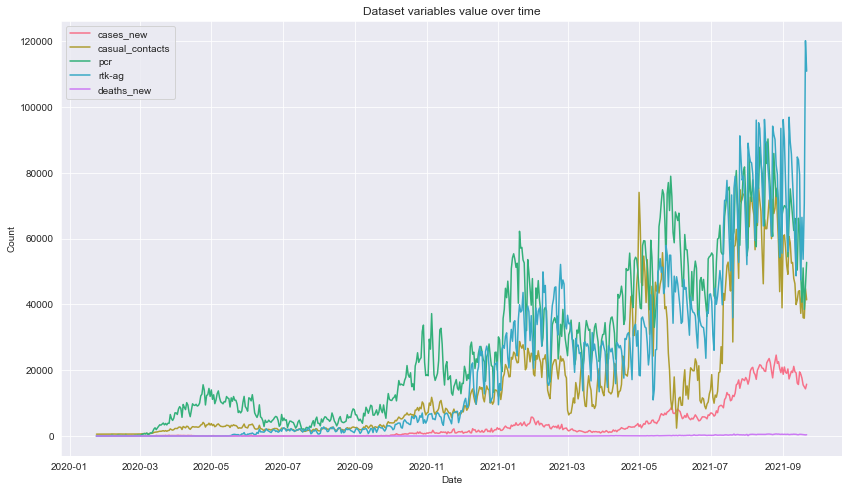 Dataset variables value over time
cases_new
casual_contacts
pcr
rtk-ag
deaths_new
120000
100000
80000
60000
40000
20000
0
Count
2020-01 2020-03 2020-05 2020-07 2020-09 2020-11 2021-01 2021-03 2021-05 2021-07 2021-09
Date